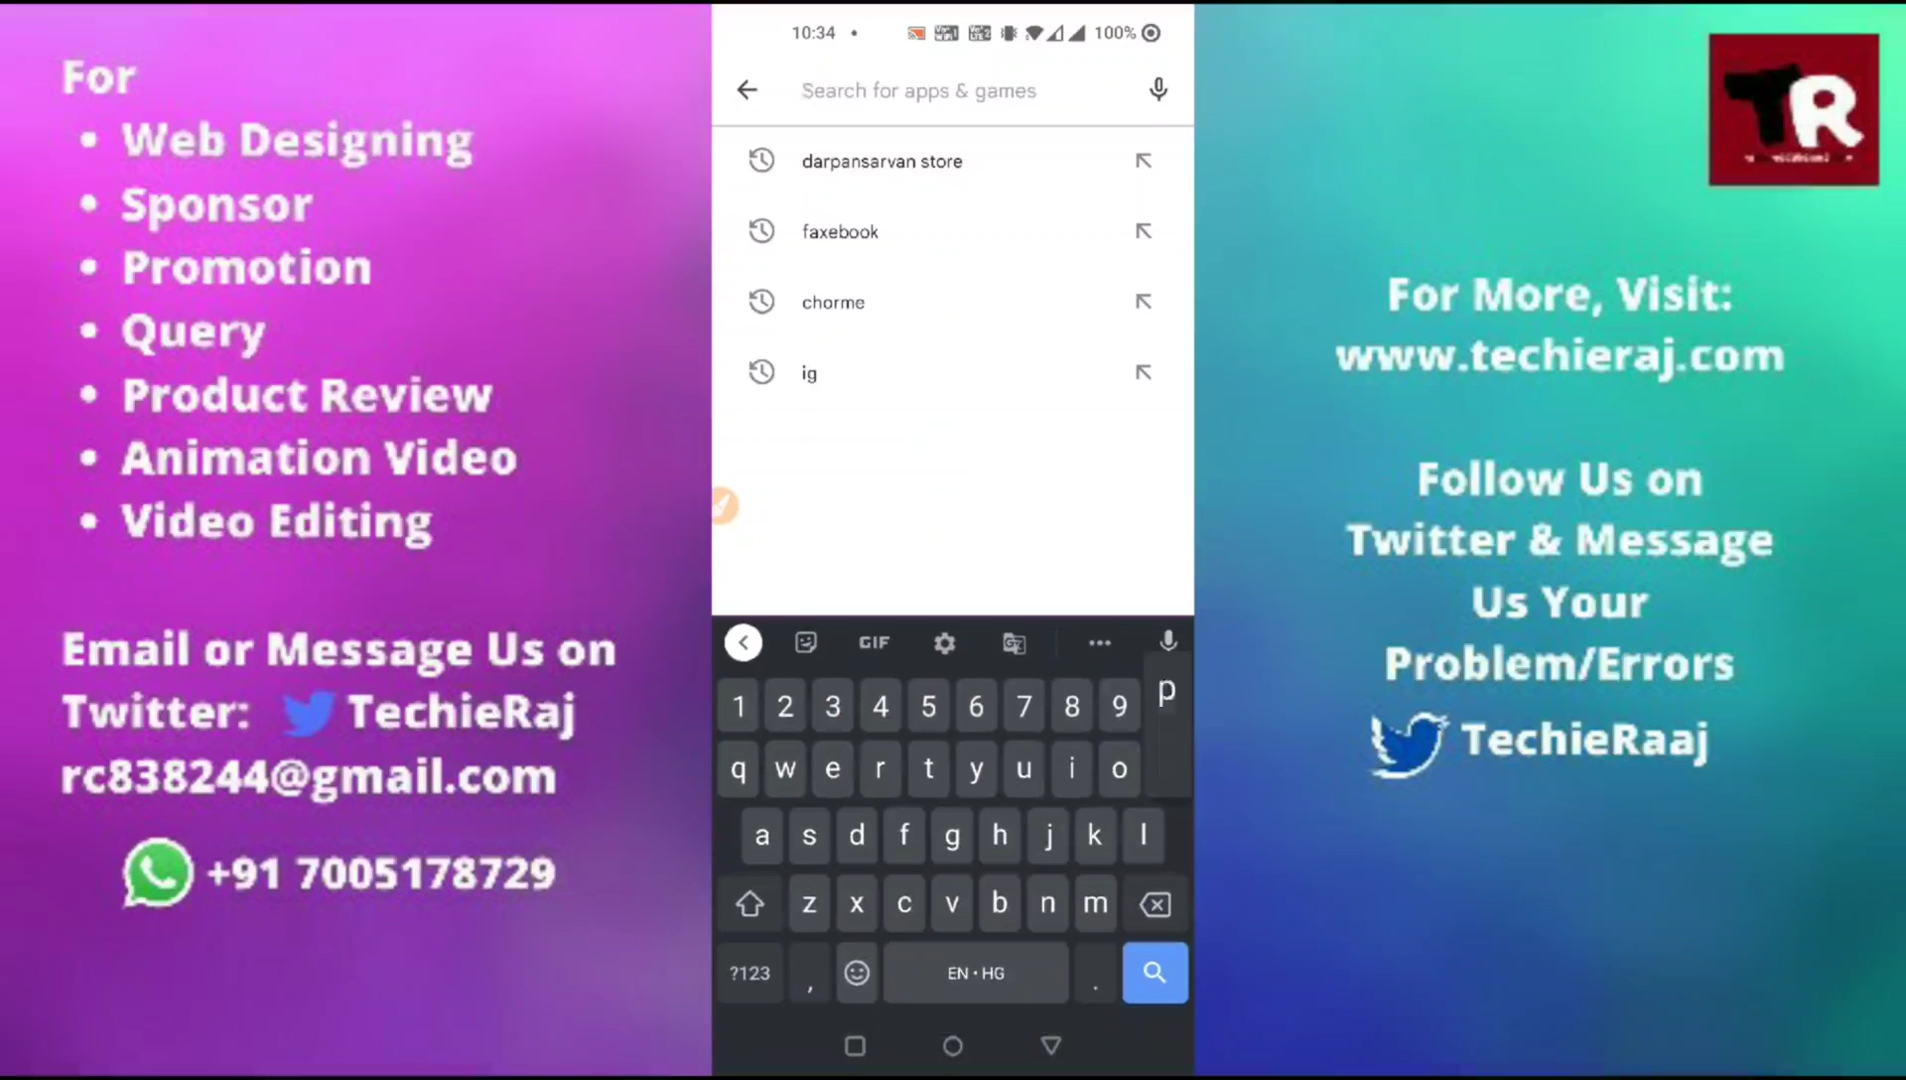 For
• Web Designing
• Sponsor
• Promotion
• Query
• Product Review
• Animation Video
• Video Editing
Email or Message Us on
Twitter: TechieRaj
rc838244@gmail.com
+91 7005178729
10:34 • 100%
Search for apps & games
darpansarvan store
faxebook
chorme
ig
GIF
1 2 3 4 5 6 7 8 9 p
q w e r t y u i o
a s d f g h j k l
z x c v b n m
?123 , EN • HG .
TR
For More, Visit:
www.techieraj.com
Follow Us on
Twitter & Message
Us Your
Problem/Errors
TechieRaaj